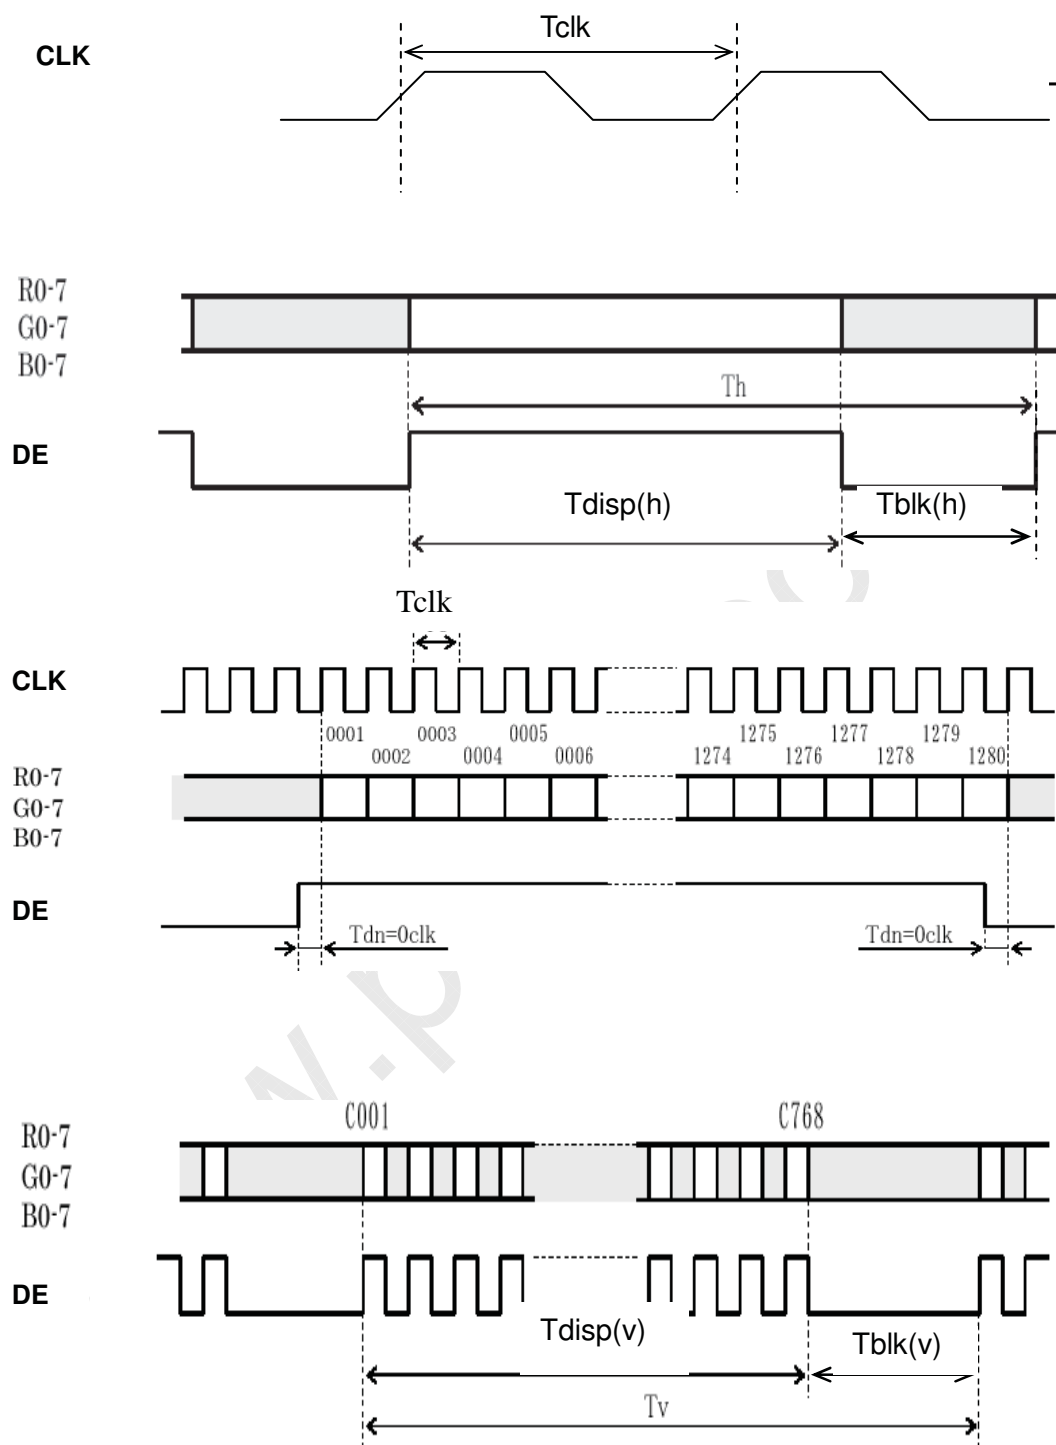 Tclk
CLK
R0-7
G0-7
B0-7
Th
DE
Tdisp(h)
Tblk(h)
Tclk
CLK
0001 0003 0005 1275 1277 1279
0002 0004 0006 1274 1276 1278 1280
R0-7
G0-7
B0-7
DE
Tdn=0clk Tdn=0clk
C001 C768
R0-7
G0-7
B0-7
DE
Tdisp(v)
Tblk(v)
Tv